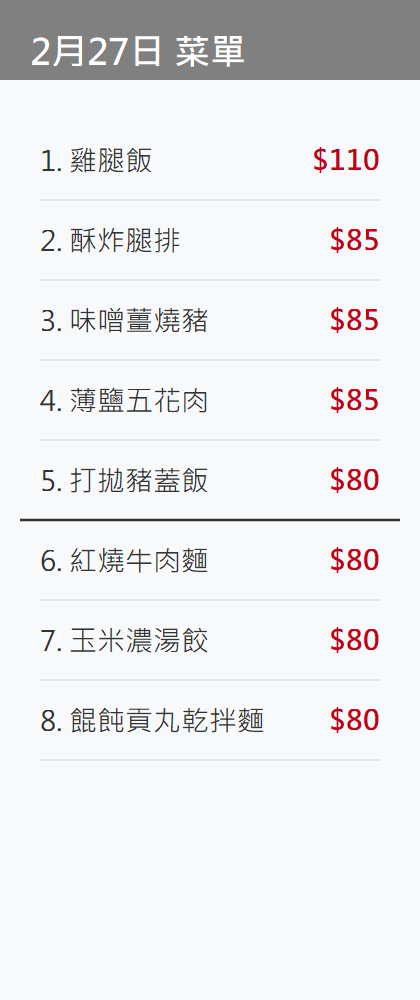 2月27日 菜單
1. 雞腿飯 $110
2. 酥炸腿排 $85
3. 味噌薑燒豬 $85
4. 薄鹽五花肉 $85
5. 打拋豬蓋飯 $80
6. 紅燒牛肉麵 $80
7. 玉米濃湯餃 $80
8. 餛飩貢丸乾拌麵 $80